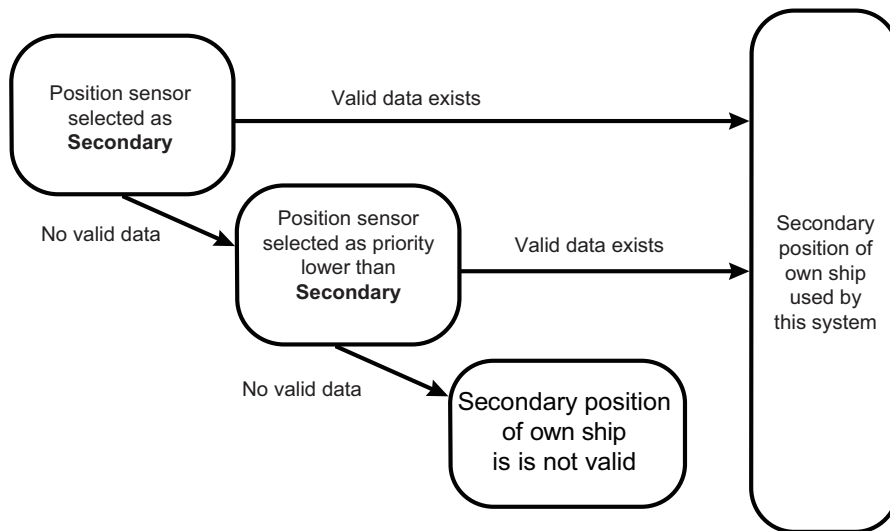 Position sensor
selected as
Secondary
Valid data exists
No valid data
Position sensor
selected as priority
lower than
Secondary
Valid data exists
Secondary
position of
own ship
used by
this system
No valid data
Secondary position
of own ship
is is not valid